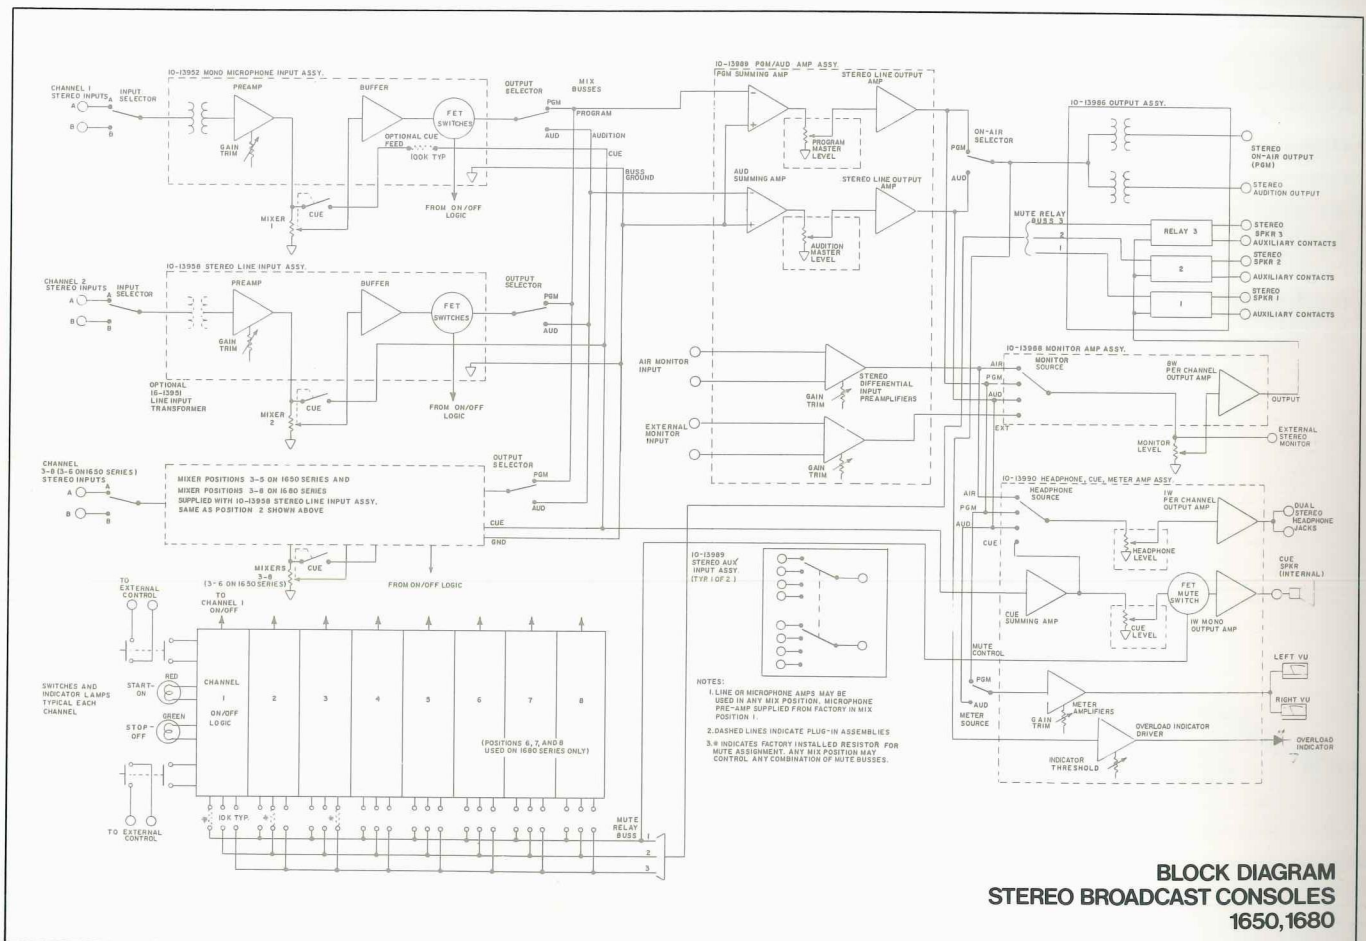 10-13952 MONO MICROPHONE INPUT ASSY.
CHANNEL 1
STEREO INPUTS
INPUT
SELECTOR
A
A
B
B
PREAMP
GAIN
TRIM
BUFFER
FET
SWITCHES
OPTIONAL CUE
FEED
100K TYP
MIXER
1
CUE
FROM ON/OFF
LOGIC
OUTPUT
SELECTOR
PGM
AUD
MIX
BUSSES
PROGRAM
AUDITION
CUE
BUSS
GROUND
10-13958 STEREO LINE INPUT ASSY.
CHANNEL 2
STEREO INPUTS
INPUT
SELECTOR
A
A
B
B
PREAMP
GAIN
TRIM
BUFFER
FET
SWITCHES
OPTIONAL
16-13951
LINE INPUT
TRANSFORMER
MIXER
2
CUE
FROM ON/OFF
LOGIC
OUTPUT
SELECTOR
PGM
AUD
CHANNEL
3-8 (3-6 ON 1650 SERIES)
STEREO INPUTS
A
A
B
B
MIXER POSITIONS 3-5 ON 1650 SERIES AND
MIXER POSITIONS 3-8 ON 1680 SERIES
SUPPLIED WITH 10-13958 STEREO LINE INPUT ASSY.
SAME AS POSITION 2 SHOWN ABOVE
OUTPUT
SELECTOR
PGM
AUD
CUE
GND
MIXERS
3-8
(3-6 ON 1650 SERIES)
CUE
FROM ON/OFF LOGIC
10-13989 PGM/AUD AMP ASSY.
PGM SUMMING AMP
STEREO LINE OUTPUT
AMP
PROGRAM
MASTER
LEVEL
AUD
SUMMING AMP
STEREO LINE OUTPUT
AMP
AUDITION
MASTER
LEVEL
AIR MONITOR
INPUT
GAIN
TRIM
STEREO
DIFFERENTIAL
INPUT
PREAMPLIFIERS
EXTERNAL
MONITOR
INPUT
GAIN
TRIM
ON-AIR
SELECTOR
PGM
AUD
10-13986 OUTPUT ASSY.
STEREO
ON-AIR OUTPUT
(PGM)
STEREO
AUDITION OUTPUT
MUTE RELAY
BUSS 3
2
1
RELAY 3
2
1
STEREO
SPKR 3
AUXILIARY CONTACTS
STEREO
SPKR 2
AUXILIARY CONTACTS
STEREO
SPKR 1
AUXILIARY CONTACTS
10-13988 MONITOR AMP ASSY.
AIR
PGM
AUD
EXT
MONITOR
SOURCE
8W
PER CHANNEL
OUTPUT AMP
OUTPUT
MONITOR
LEVEL
EXTERNAL
STEREO
MONITOR
10-13990 HEADPHONE, CUE, METER AMP ASSY.
AIR
PGM
AUD
CUE
HEADPHONE
SOURCE
1W
PER CHANNEL
OUTPUT AMP
HEADPHONE
LEVEL
DUAL
STEREO
HEADPHONE
JACKS
CUE
SUMMING AMP
CUE
LEVEL
FET
MUTE
SWITCH
1W MONO
OUTPUT AMP
CUE
SPKR
(INTERNAL)
MUTE
CONTROL
PGM
AUD
METER
SOURCE
GAIN
TRIM
METER
AMPLIFIERS
LEFT VU
RIGHT VU
OVERLOAD INDICATOR
DRIVER
INDICATOR
THRESHOLD
OVERLOAD
INDICATOR
10-13989
STEREO AUX
INPUT ASSY.
(TYP. 1 OF 2.)
NOTES:
1. LINE OR MICROPHONE AMPS MAY BE
USED IN ANY MIX POSITION. MICROPHONE
PRE-AMP SUPPLIED FROM FACTORY IN MIX
POSITION 1.
2. DASHED LINES INDICATE PLUG-IN ASSEMBLIES
3. * INDICATES FACTORY INSTALLED RESISTOR FOR
MUTE ASSIGNMENT. ANY MIX POSITION MAY
CONTROL ANY COMBINATION OF MUTE BUSSES.
TO
EXTERNAL
CONTROL
TO
CHANNEL 1
ON/OFF
SWITCHES AND
INDICATOR LAMPS
TYPICAL EACH
CHANNEL
RED
START-
ON
GREEN
STOP-
OFF
TO EXTERNAL
CONTROL
CHANNEL
1
ON/OFF
LOGIC
2
3
4
5
6
7
8
(POSITIONS 6, 7, AND 8
USED ON 1680 SERIES ONLY)
* 10K TYP.
*
*
MUTE
RELAY
BUSS
1
2
3
BLOCK DIAGRAM
STEREO BROADCAST CONSOLES
1650,1680